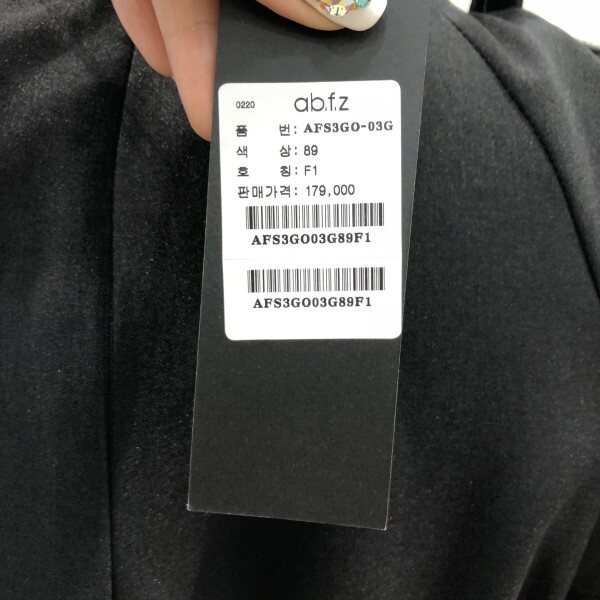 0220 ab.f.z
품 번: AFS3GO-03G
색 상: 89
호 칭: F1
판매가격: 179,000
AFS3GO03G89F1
AFS3GO03G89F1